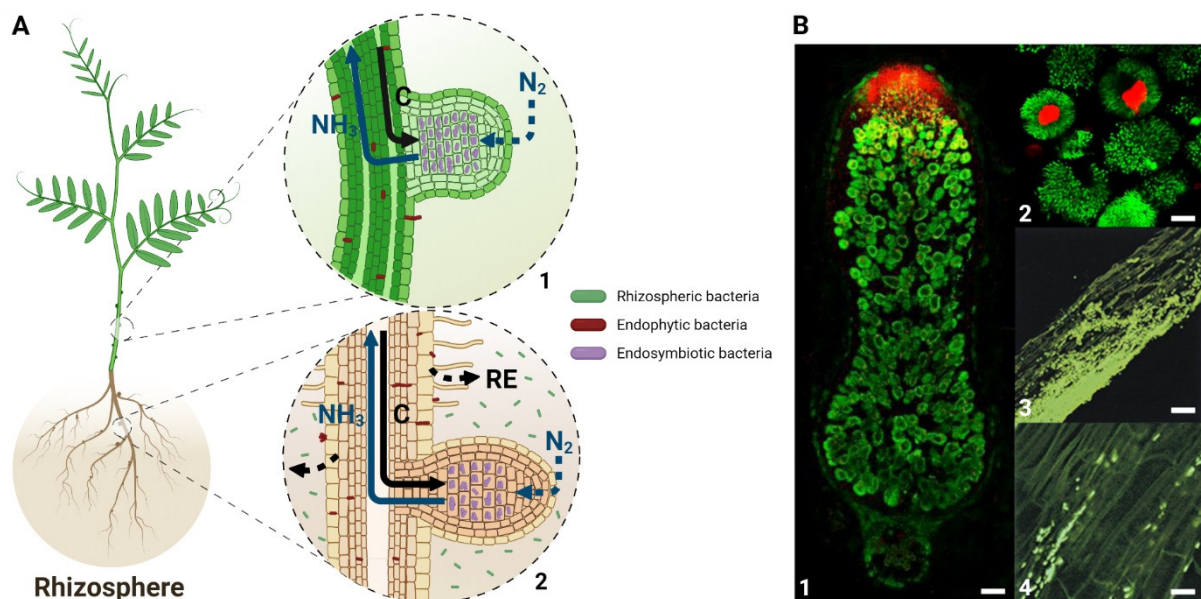 A
N₂
C
NH₃
1
Rhizospheric bacteria
Endophytic bacteria
Endosymbiotic bacteria
RE
NH₃
C
N₂
2
Rhizosphere
B
1
2
3
4